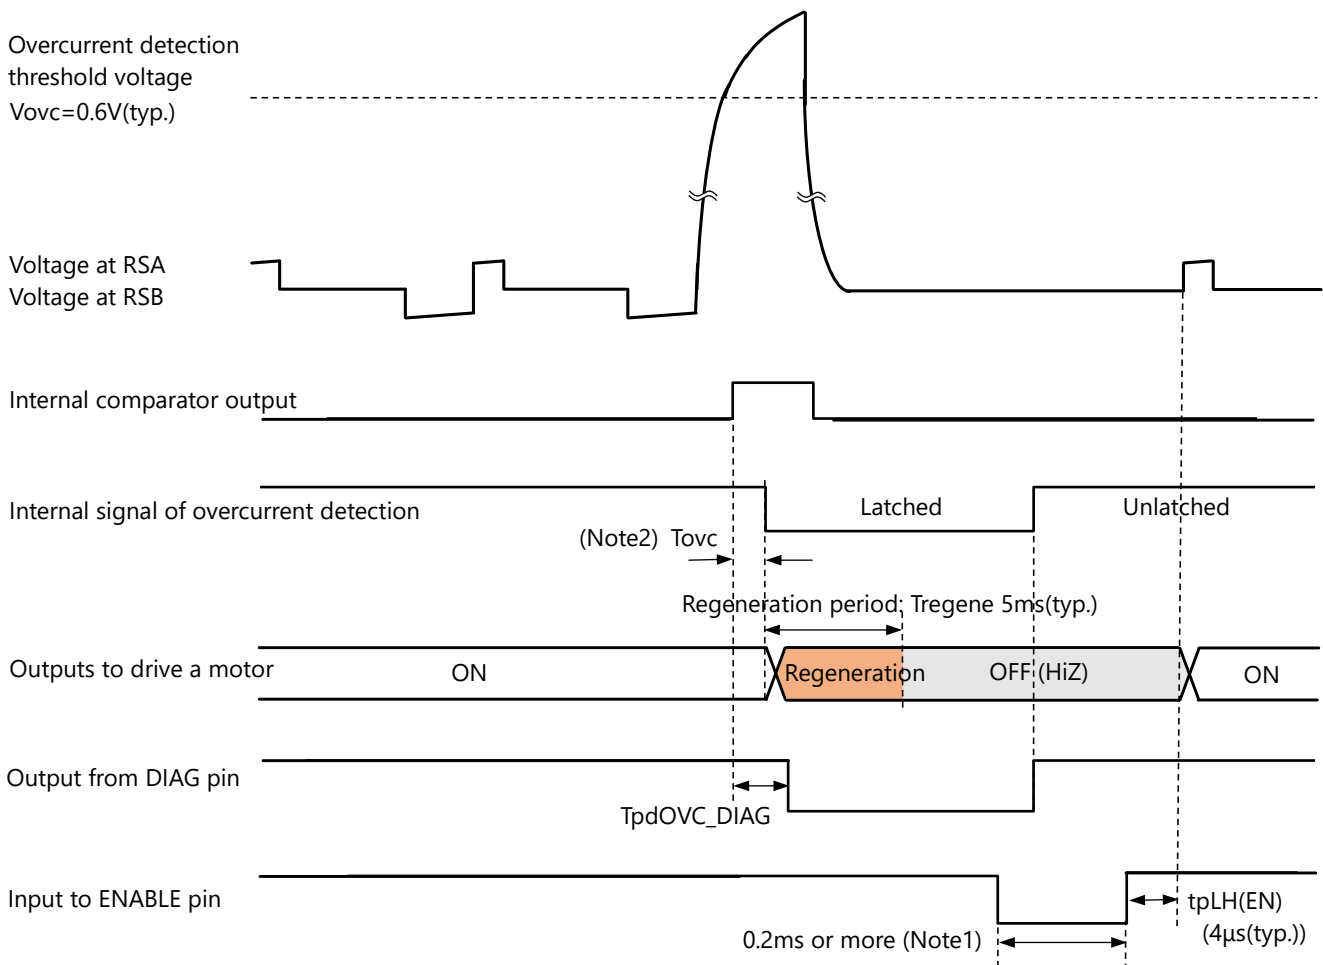 Overcurrent detection
threshold voltage
Vovc=0.6V(typ.)
Voltage at RSA
Voltage at RSB
Internal comparator output
Internal signal of overcurrent detection
Latched
Unlatched
(Note2) Tovc
Regeneration period: Tregene 5ms(typ.)
Outputs to drive a motor
ON
Regeneration
OFF (HiZ)
ON
Output from DIAG pin
TpdOVC_DIAG
Input to ENABLE pin
tpLH(EN)
(4μs(typ.))
0.2ms or more (Note1)